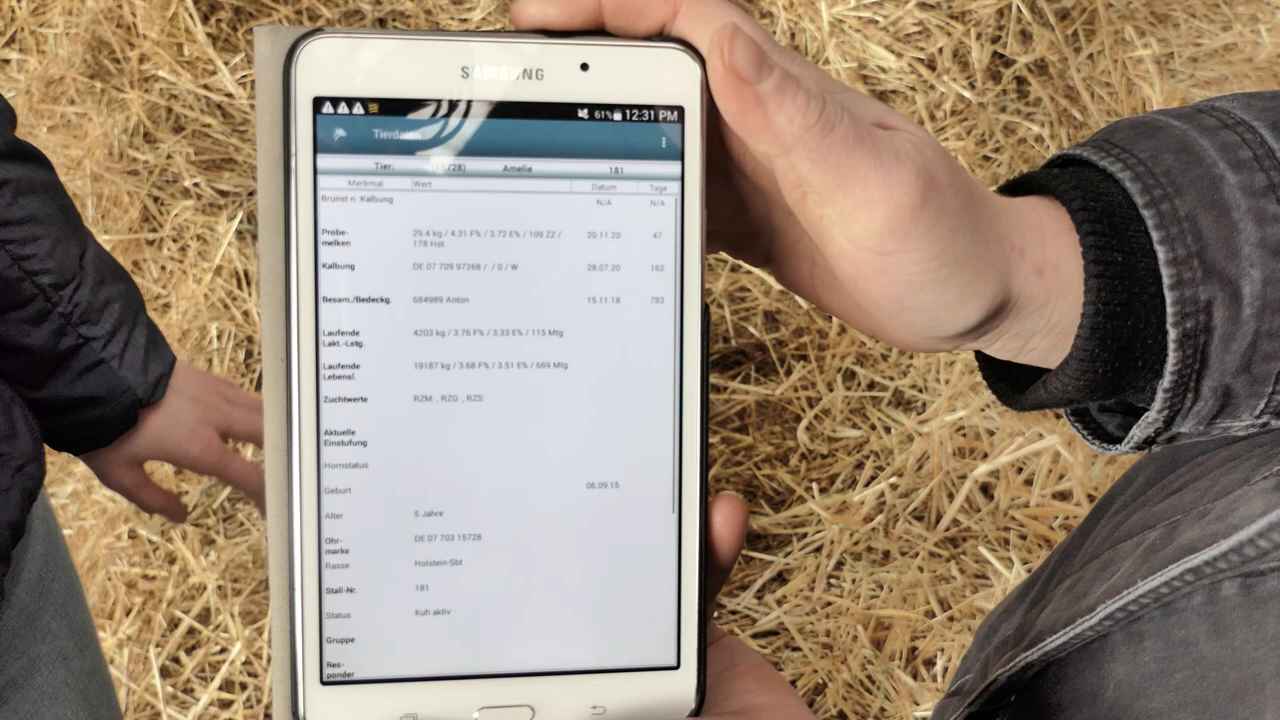 SAMSUNG
61% 12:31 PM
Tierdaten
Tier: (15728) Amelie 181
Merkmal Wert Datum Tage
Brunst n. Kalbung N/A N/A
Probe- 29.4 kg / 4.31 F% / 3.72 E% / 109 ZZ / 20.11.20 47
melken 178 Hst.
Kalbung DE 07 709 97268 / / 0 / W 28.07.20 162
Besam./Bedeckg. 684989 Anton 15.11.18 783
Laufende 4203 kg / 3.76 F% / 3.33 E% / 115 Mtg
Lakt.-Lstg.
Laufende 19187 kg / 3.68 F% / 3.51 E% / 669 Mtg
Lebensl.
Zuchtwerte RZM: , RZG: , RZS:
Aktuelle
Einstufung
Hornstatus
Geburt 06.09.15
Alter 5 Jahre
Ohr- DE 07 703 15728
marke
Rasse Holstein-Sbt
Stall-Nr. 181
Status Kuh aktiv
Gruppe
Res-
ponder